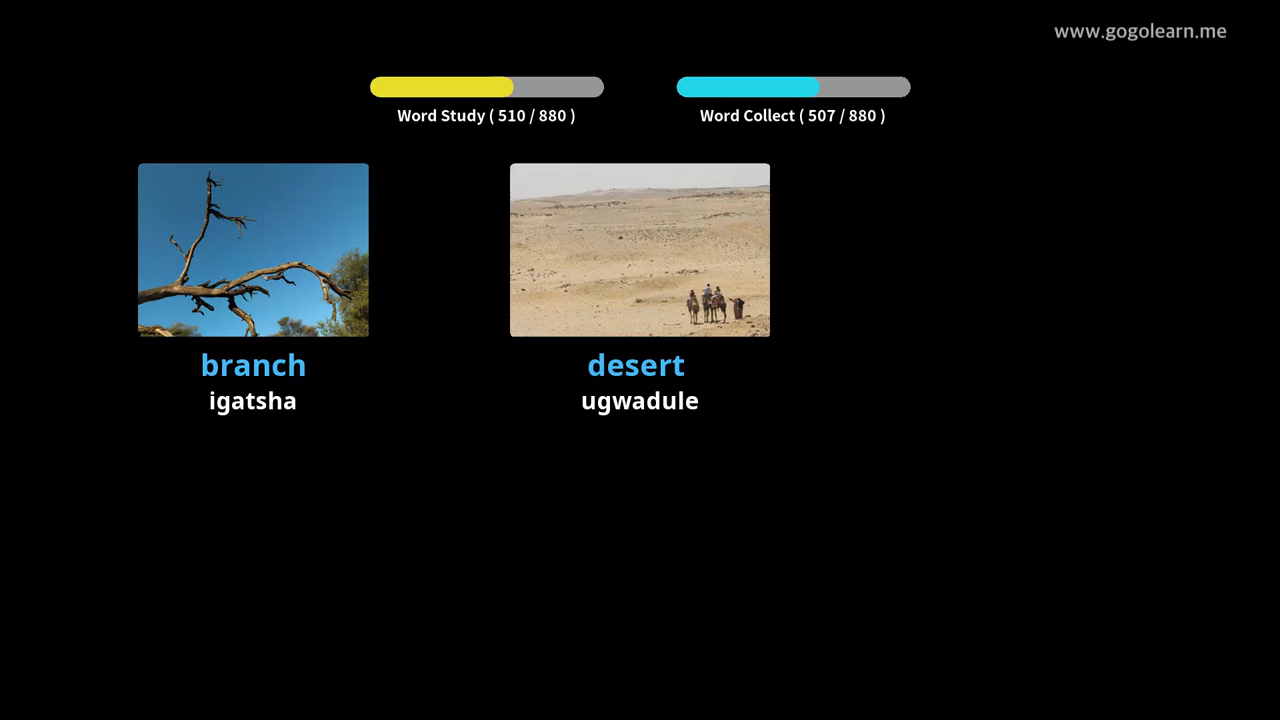 www.gogolearn.me
Word Study ( 510 / 880 )
Word Collect ( 507 / 880 )
branch
igatsha
desert
ugwadule